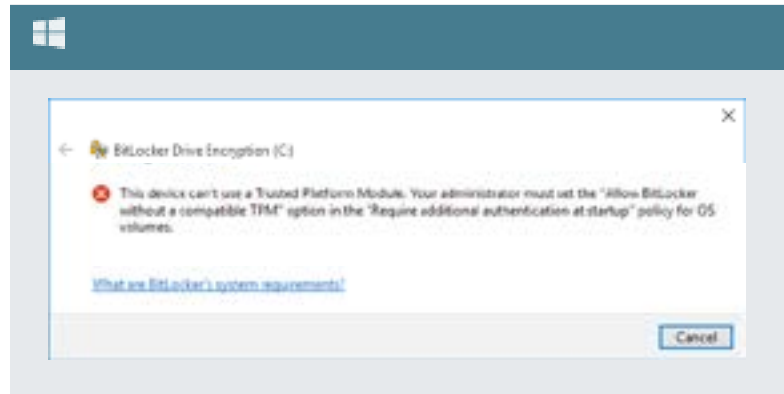 BitLocker Drive Encryption (C:)
This device can't use a Trusted Platform Module. Your administrator must set the "Allow BitLocker
without a compatible TPM" option in the "Require additional authentication at startup" policy for OS
volumes.
What are BitLocker's system requirements?
Cancel